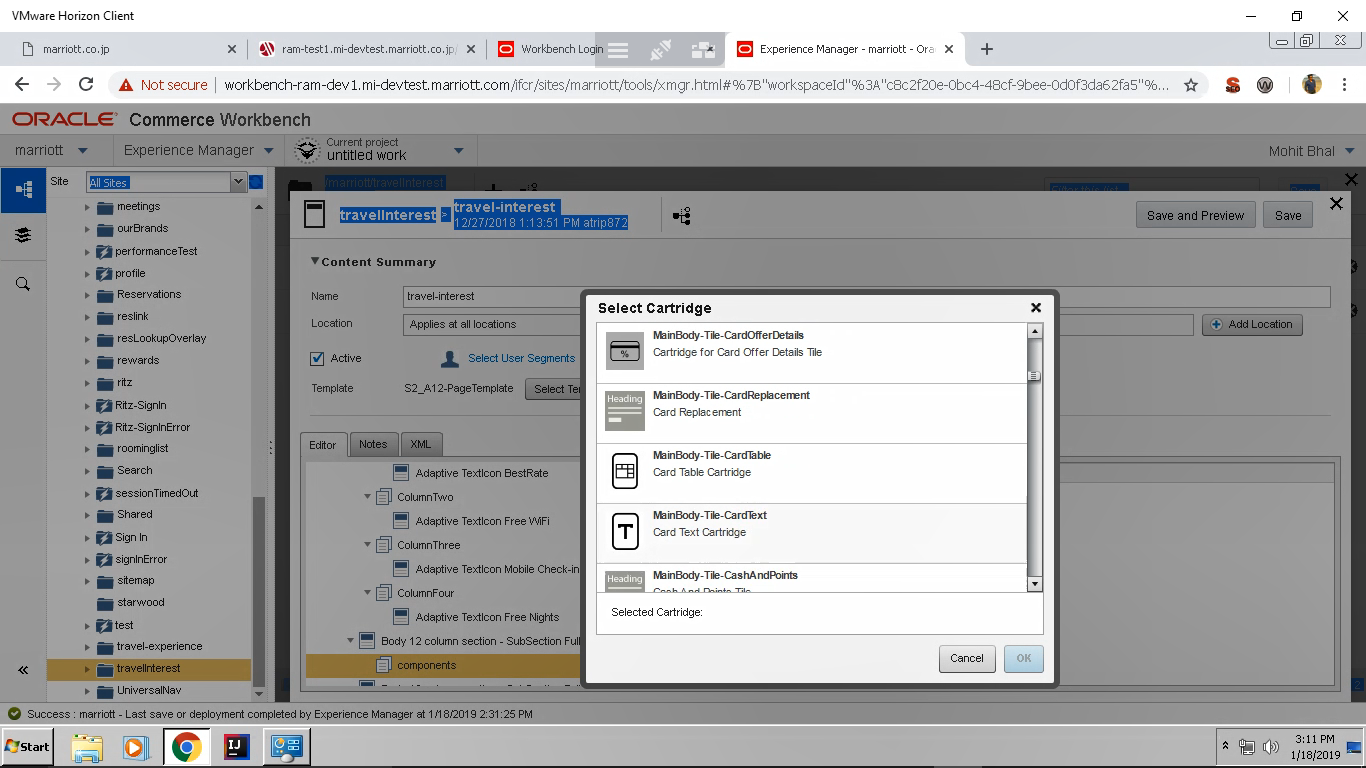 VMware Horizon Client
marriott.co.jp
ram-test1.mi-devtest.marriott.co.jp/
Workbench Login
Experience Manager - marriott - Ora
Not secure
workbench-ram-dev1.mi-devtest.marriott.com/ifcr/sites/marriott/tools/xmgr.html#%7B"workspaceId"%3A"c8c2f20e-0bc4-48cf-9bee-0d0f3da62fa5"%...
ORACLE Commerce Workbench
marriott
Experience Manager
Current project
untitled work
Mohit Bhal
Site
All Sites
/marriott/travelInterest
meetings
ourBrands
performanceTest
profile
Reservations
reslink
resLookupOverlay
rewards
ritz
Ritz-SignIn
Ritz-SignInError
roominglist
Search
sessionTimedOut
Shared
Sign In
signInError
sitemap
starwood
test
travel-experience
travelInterest
UniversalNav
travelInterest > travel-interest
12/27/2018 1:13:51 PM atrip872
Save and Preview
Save
Content Summary
Name
travel-interest
Location
Applies at all locations
Add Location
Active
Select User Segments
Template
S2_A12-PageTemplate
Select Te
Editor
Notes
XML
Adaptive TextIcon BestRate
ColumnTwo
Adaptive TextIcon Free WiFi
ColumnThree
Adaptive TextIcon Mobile Check-in
ColumnFour
Adaptive TextIcon Free Nights
Body 12 column section - SubSection Full
components
Select Cartridge
MainBody-Tile-CardOfferDetails
Cartridge for Card Offer Details Tile
Heading
MainBody-Tile-CardReplacement
Card Replacement
MainBody-Tile-CardTable
Card Table Cartridge
T
MainBody-Tile-CardText
Card Text Cartridge
Heading
MainBody-Tile-CashAndPoints
Cash And Points Tile
Selected Cartridge:
Cancel
OK
Success : marriott - Last save or deployment completed by Experience Manager at 1/18/2019 2:31:25 PM
Start
3:11 PM
1/18/2019